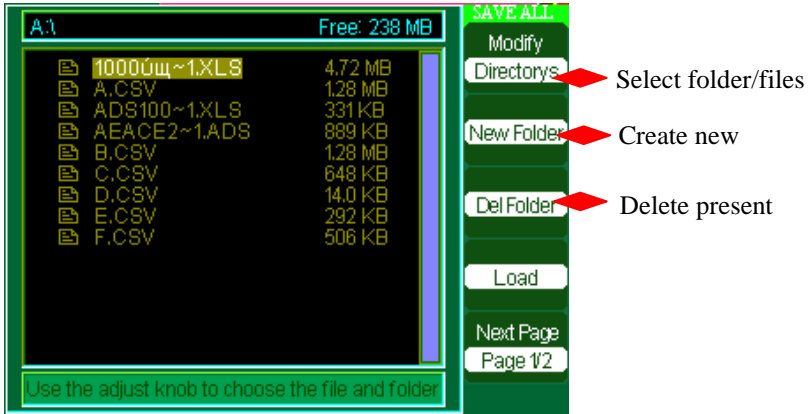 A:\ Free: 238 MB
1000úщ~1.XLS 4.72 MB
A.CSV 1.28 MB
ADS100~1.XLS 331 KB
AEACE2~1.ADS 889 KB
B.CSV 1.28 MB
C.CSV 648 KB
D.CSV 14.0 KB
E.CSV 292 KB
F.CSV 506 KB
Use the adjust knob to choose the file and folder
SAVE ALL
Modify
Directorys
New Folder
Del Folder
Load
Next Page
Page 1/2
Select folder/files
Create new
Delete present